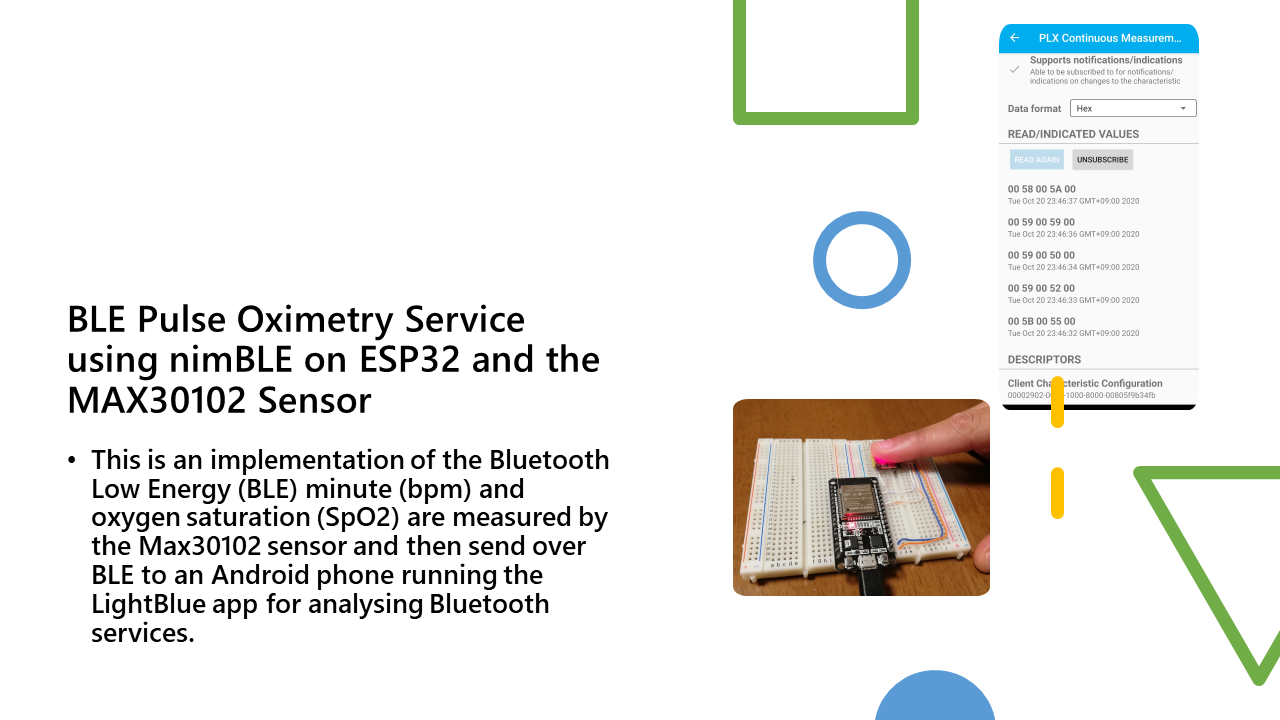 BLE Pulse Oximetry Service
using nimBLE on ESP32 and the
MAX30102 Sensor
• This is an implementation of the Bluetooth
Low Energy (BLE) minute (bpm) and
oxygen saturation (SpO2) are measured by
the Max30102 sensor and then send over
BLE to an Android phone running the
LightBlue app for analysing Bluetooth
services.
PLX Continuous Measurem...
Supports notifications/indications
Able to be subscribed to for notifications/
indications on changes to the characteristic
Data format Hex
READ/INDICATED VALUES
READ AGAIN UNSUBSCRIBE
00 58 00 5A 00
Tue Oct 20 23:46:37 GMT+09:00 2020
00 59 00 59 00
Tue Oct 20 23:46:36 GMT+09:00 2020
00 59 00 50 00
Tue Oct 20 23:46:34 GMT+09:00 2020
00 59 00 52 00
Tue Oct 20 23:46:33 GMT+09:00 2020
00 5B 00 55 00
Tue Oct 20 23:46:32 GMT+09:00 2020
DESCRIPTORS
Client Configuration
-1000-8000-00805f9b34fb